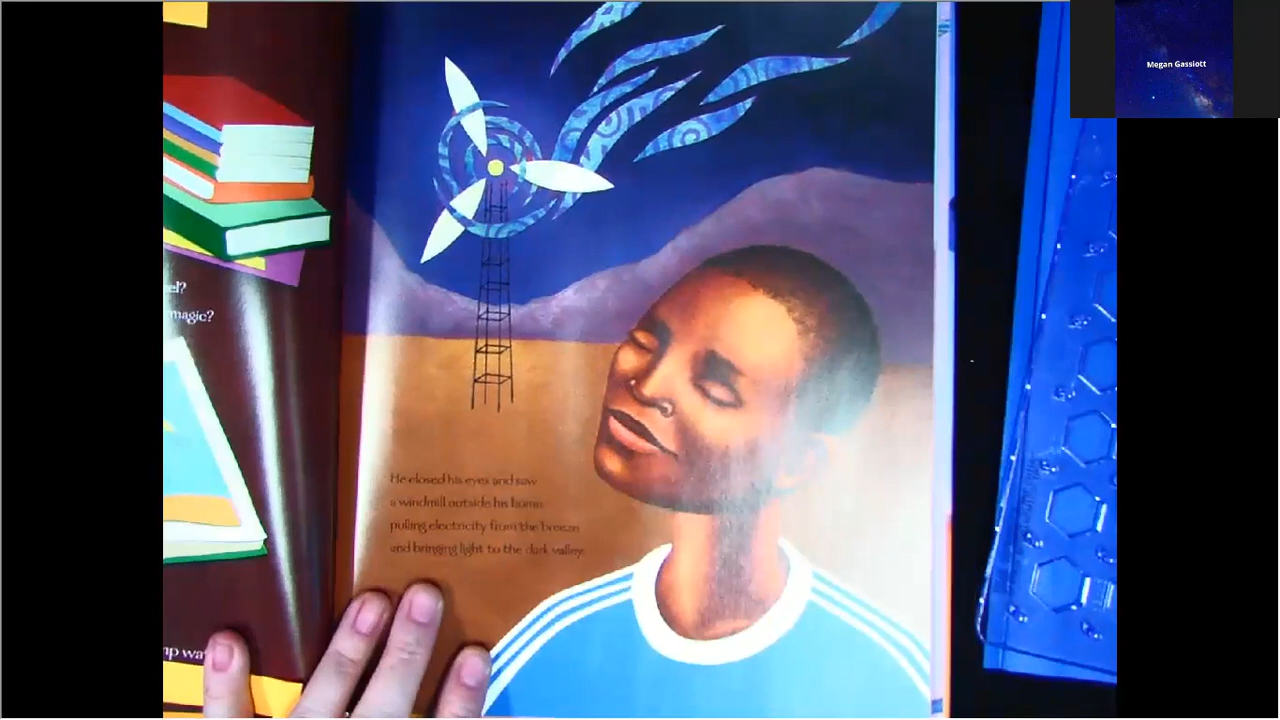 el?
magic?
He closed his eyes and saw
a windmill outside his home
pulling electricity from the breeze
and bringing light to the dark valley.
Megan Gassiott